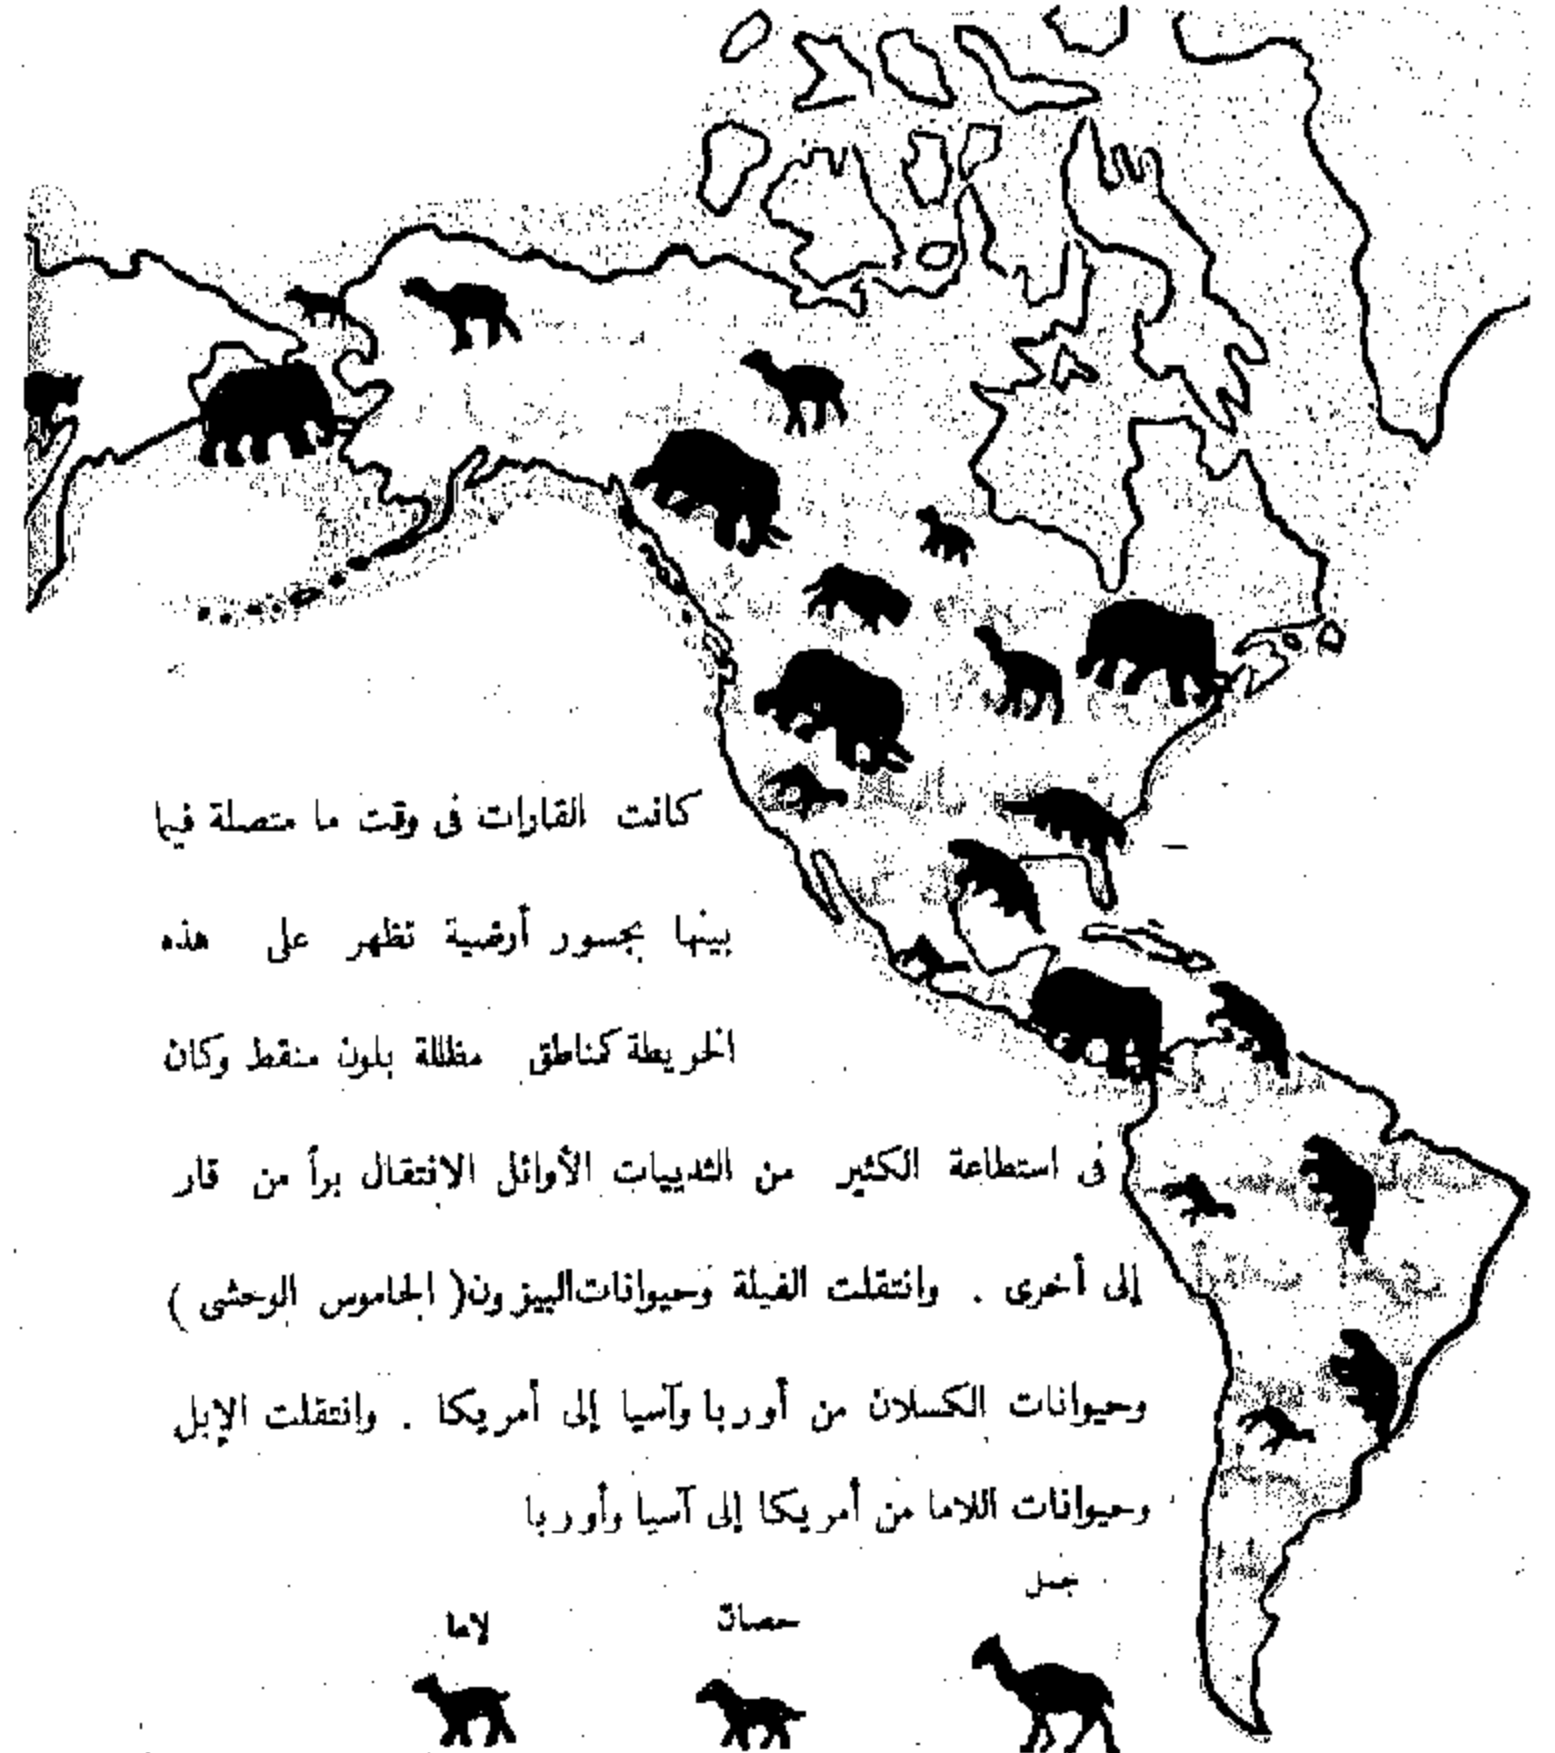 كانت القارات فى وقت ما متصلة فيما
بينها بجسور أرضية تظهر على هذه
الخريطة كمناطق مظللة بلون منقط وكان
فى استطاعة الكثير من الثدييات الأوائل الانتقال براً من قار
إلى أخرى . وانتقلت الفيلة وحيوانات البيزون ( الجاموس الوحشى )
وحيوانات الكسلان من أوربا وآسيا إلى أمريكا . وانتقلت الإبل
وحيوانات اللاما من أمريكا إلى آسيا وأوربا
جمل
حصان
لاما